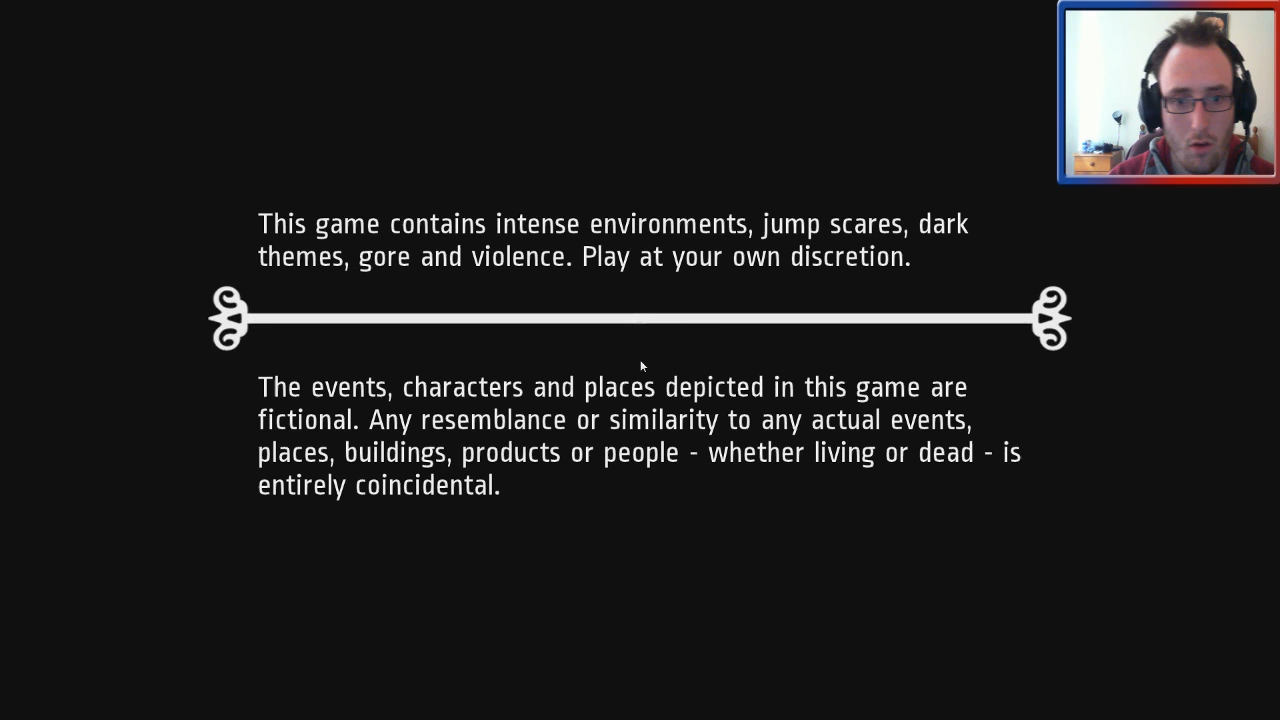 This game contains intense environments, jump scares, dark
themes, gore and violence. Play at your own discretion.
The events, characters and places depicted in this game are
fictional. Any resemblance or similarity to any actual events,
places, buildings, products or people - whether living or dead - is
entirely coincidental.